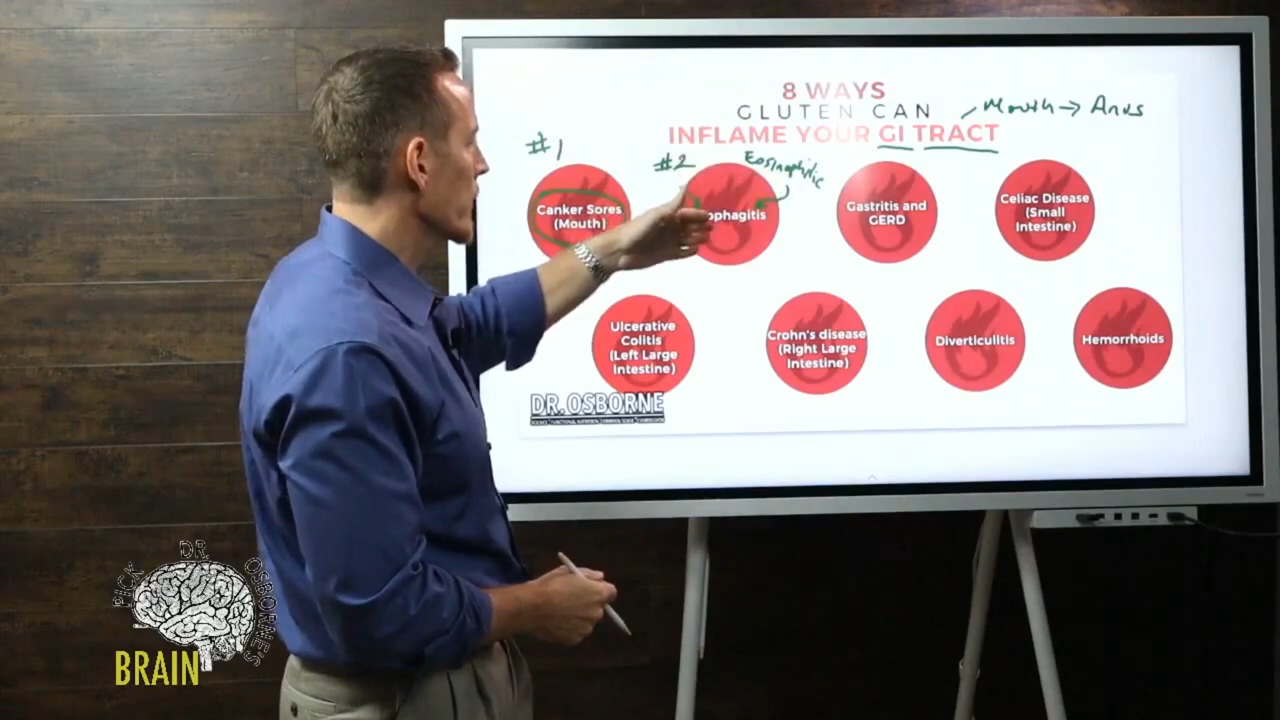 8 WAYS
GLUTEN CAN
INFLAME YOUR GI TRACT
Mouth → Anus
#1
#2
Eosinophilic
Canker Sores
(Mouth)
ophagitis
Gastritis and
GERD
Celiac Disease
(Small
Intestine)
Ulcerative
Colitis
(Left Large
Intestine)
Crohn's disease
(Right Large
Intestine)
Diverticulitis
Hemorrhoids
DR. OSBORNE
PICK
DR.
OSBORNE'S
BRAIN